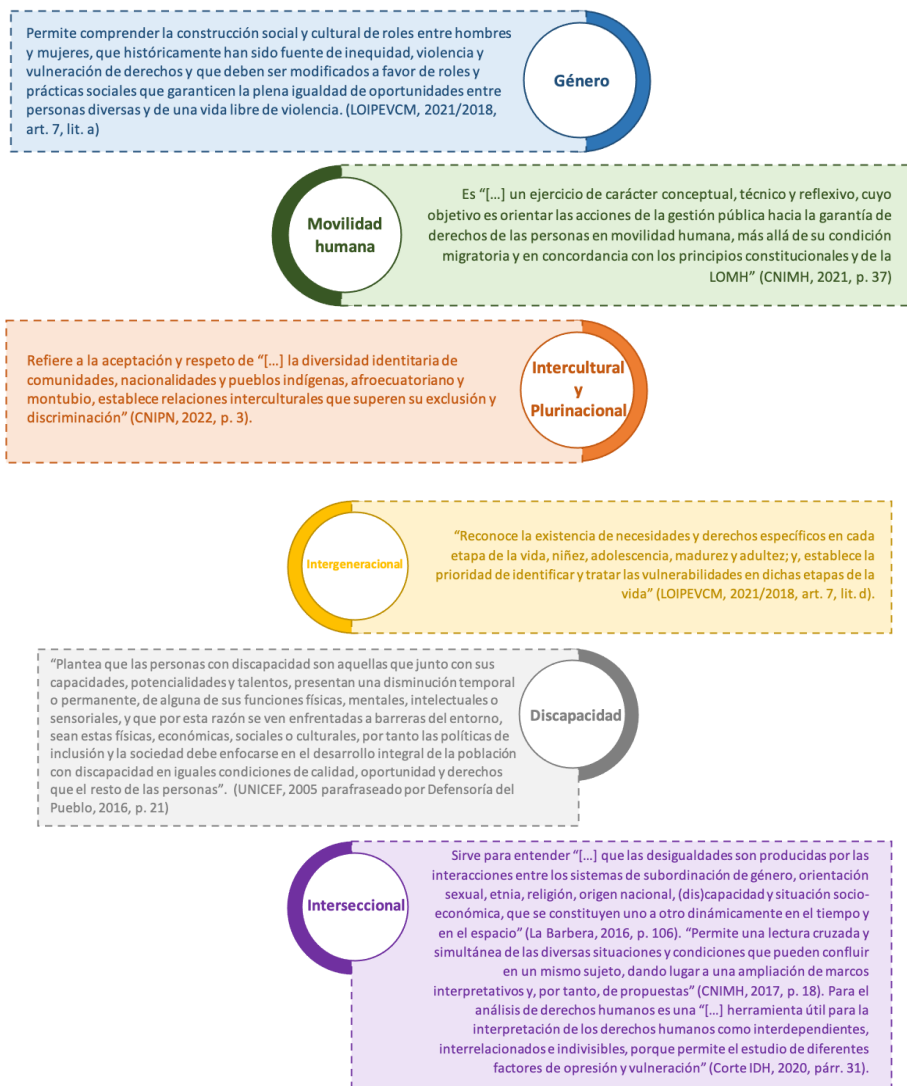 Permite comprender la construcción social y cultural de roles entre hombres
y mujeres, que históricamente han sido fuente de inequidad, violencia y
vulneración de derechos y que deben ser modificados a favor de roles y
prácticas sociales que garanticen la plena igualdad de oportunidades entre
personas diversas y de una vida libre de violencia. (LOIPEVCM, 2021/2018,
art. 7, lit. a)
Género
Movilidad
humana
Es “[…] un ejercicio de carácter conceptual, técnico y reflexivo, cuyo
objetivo es orientar las acciones de la gestión pública hacia la garantía de
derechos de las personas en movilidad humana, más allá de su condición
migratoria y en concordancia con los principios constitucionales y de la
LOMH” (CNIMH, 2021, p. 37)
Refiere a la aceptación y respeto de “[…] la diversidad identitaria de
comunidades, nacionalidades y pueblos indígenas, afroecuatoriano y
montubio, establece relaciones interculturales que superen su exclusión y
discriminación” (CNIPN, 2022, p. 3).
Intercultural
y
Plurinacional
Intergeneracional
“Reconoce la existencia de necesidades y derechos específicos en cada
etapa de la vida, niñez, adolescencia, madurez y adultez; y, establece la
prioridad de identificar y tratar las vulnerabilidades en dichas etapas de la
vida” (LOIPEVCM, 2021/2018, art. 7, lit. d).
“Plantea que las personas con discapacidad son aquellas que junto con sus
capacidades, potencialidades y talentos, presentan una disminución temporal
o permanente, de alguna de sus funciones físicas, mentales, intelectuales o
sensoriales, y que por esta razón se ven enfrentadas a barreras del entorno,
sean estas físicas, económicas, sociales o culturales, por tanto las políticas de
inclusión y la sociedad debe enfocarse en el desarrollo integral de la población
con discapacidad en iguales condiciones de calidad, oportunidad y derechos
que el resto de las personas”. (UNICEF, 2005 parafraseado por Defensoría del
Pueblo, 2016, p. 21)
Discapacidad
Interseccional
Sirve para entender “[…] que las desigualdades son producidas por las
interacciones entre los sistemas de subordinación de género, orientación
sexual, etnia, religión, origen nacional, (dis)capacidad y situación socio-
económica, que se constituyen uno a otro dinámicamente en el tiempo y
en el espacio” (La Barbera, 2016, p. 106). “Permite una lectura cruzada y
simultánea de las diversas situaciones y condiciones que pueden confluir
en un mismo sujeto, dando lugar a una ampliación de marcos
interpretativos y, por tanto, de propuestas” (CNIMH, 2017, p. 18). Para el
análisis de derechos humanos es una “[…] herramienta útil para la
interpretación de los derechos humanos como interdependientes,
interrelacionados e indivisibles, porque permite el estudio de diferentes
factores de opresión y vulneración” (Corte IDH, 2020, párr. 31).